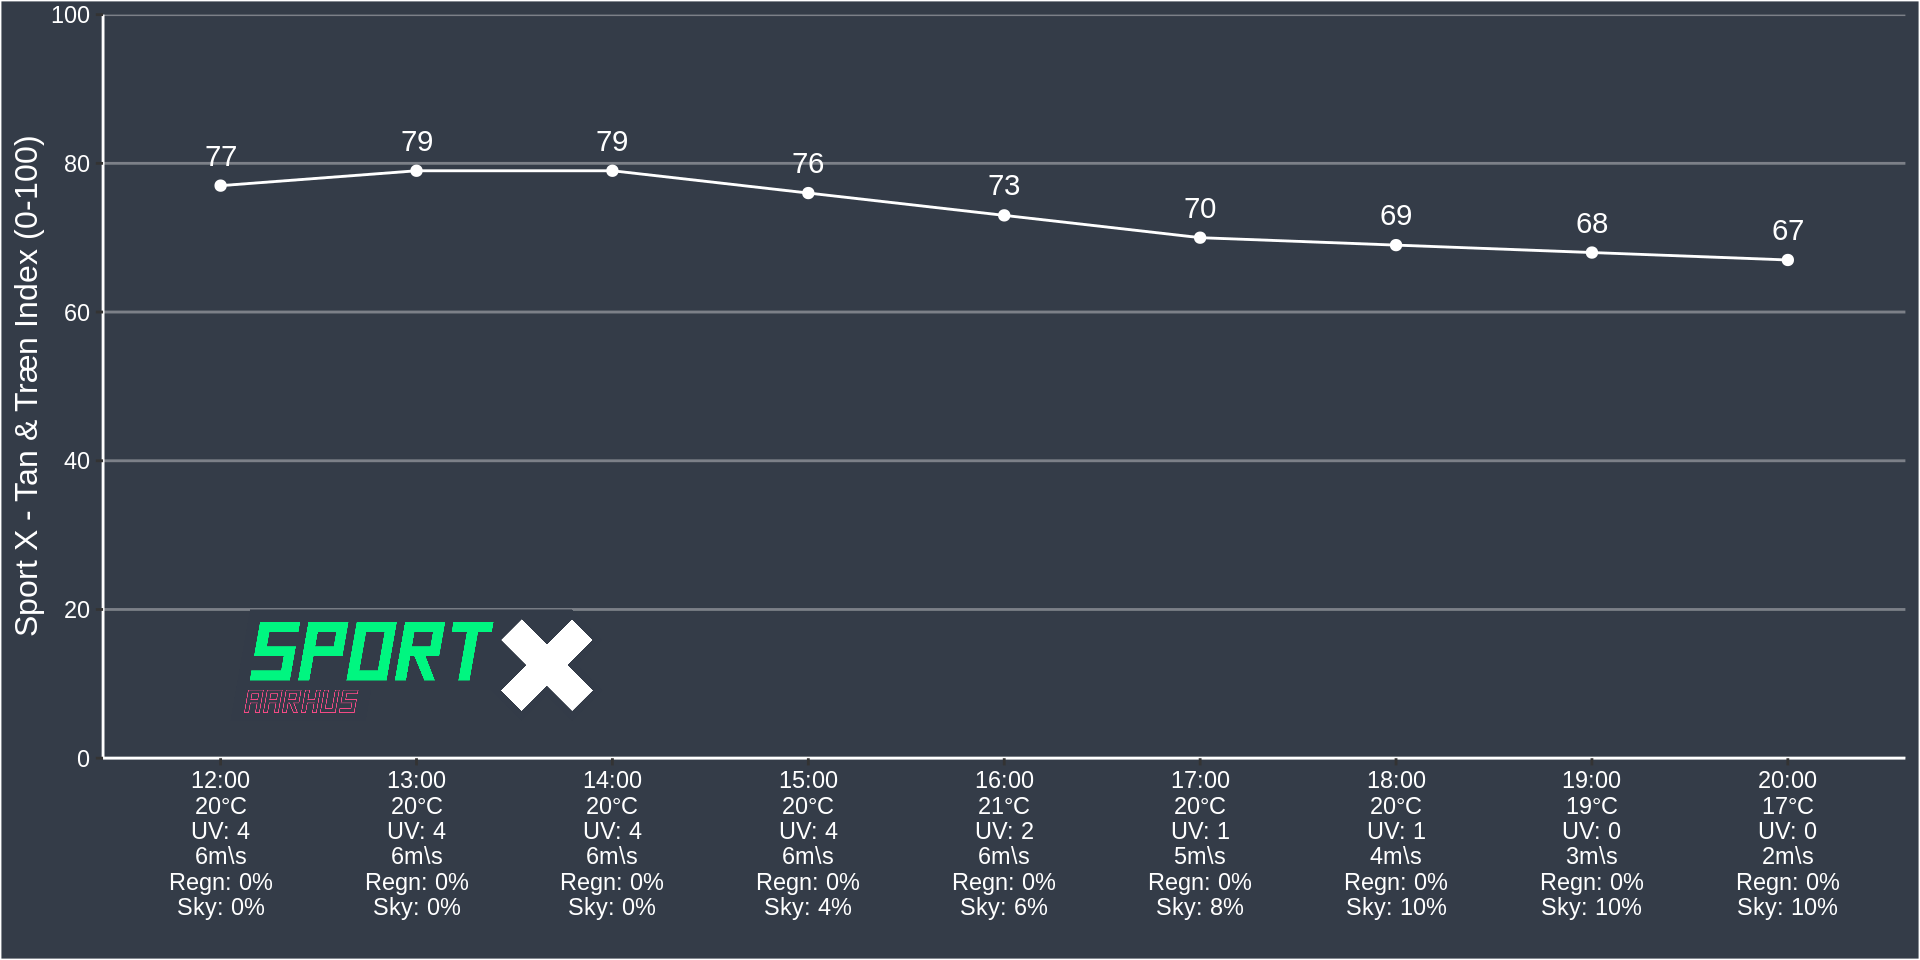 Sport X - Tan & Træn Index (0-100)
100
80
60
40
20
0
77
79
79
76
73
70
69
68
67
SPORT X
AARHUS
12:00
20°C
UV: 4
6m\s
Regn: 0%
Sky: 0%
13:00
20°C
UV: 4
6m\s
Regn: 0%
Sky: 0%
14:00
20°C
UV: 4
6m\s
Regn: 0%
Sky: 0%
15:00
20°C
UV: 4
6m\s
Regn: 0%
Sky: 4%
16:00
21°C
UV: 2
6m\s
Regn: 0%
Sky: 6%
17:00
20°C
UV: 1
5m\s
Regn: 0%
Sky: 8%
18:00
20°C
UV: 1
4m\s
Regn: 0%
Sky: 10%
19:00
19°C
UV: 0
3m\s
Regn: 0%
Sky: 10%
20:00
17°C
UV: 0
2m\s
Regn: 0%
Sky: 10%